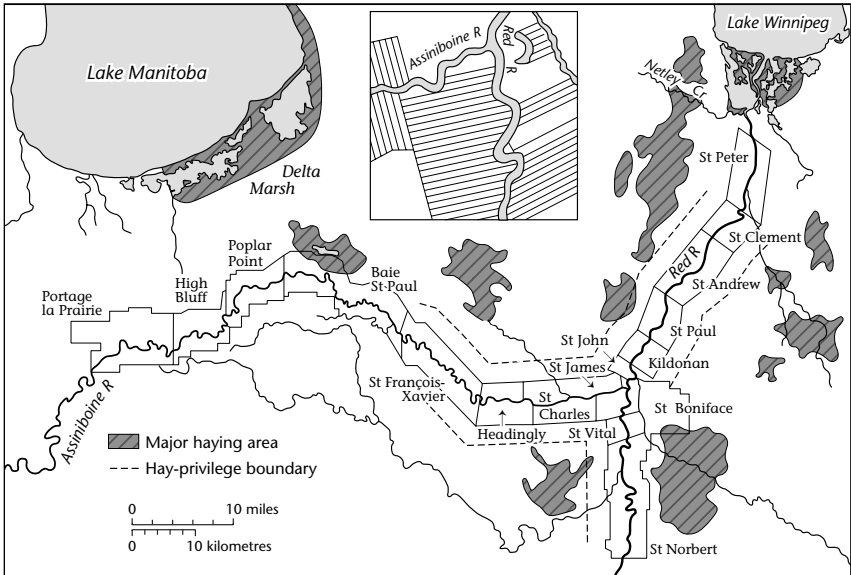 Lake Manitoba
Delta
Marsh
Assiniboine R
Red
R
Lake Winnipeg
Netley Cr
St Peter
St Clement
Red R
St Andrew
St Paul
Kildonan
St John
St James
St Boniface
St
Charles
St Vital
St Norbert
Headingly
St François-
Xavier
Baie
St-Paul
Poplar
Point
High
Bluff
Portage
la Prairie
Assiniboine R
Major haying area
Hay-privilege boundary
0 10 miles
0 10 kilometres